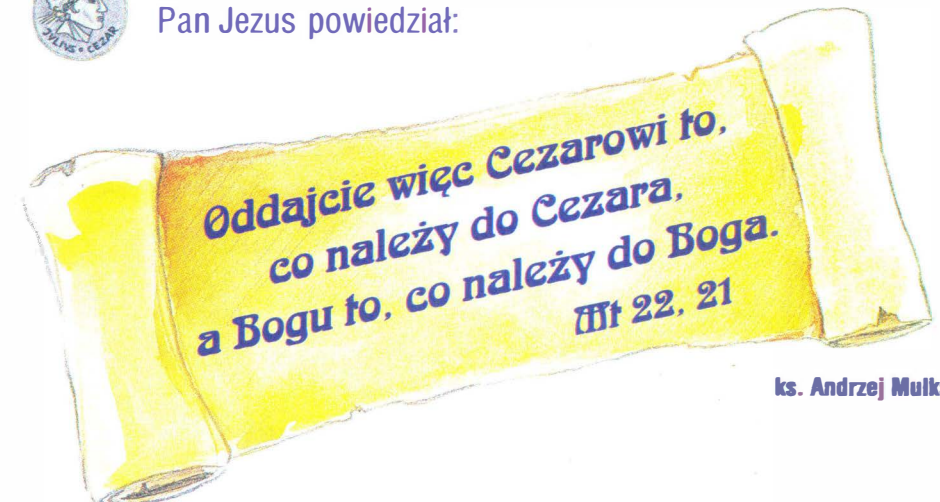 JVLIVS • CEZAR
Pan Jezus powiedział:
Oddajcie więc Cezarowi to,
co należy do Cezara,
a Bogu to, co należy do Boga.
Mt 22, 21
ks. Andrzej Mulk